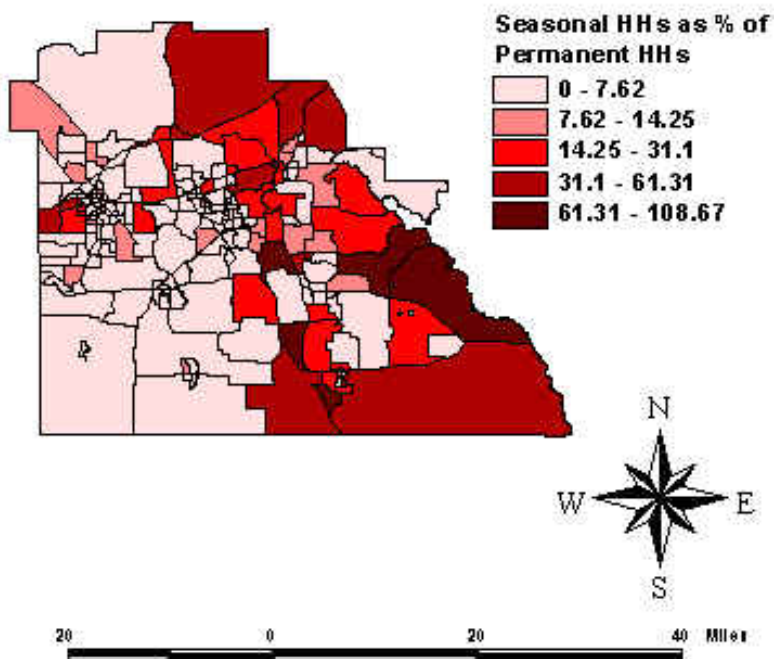 Seasonal HHs as % of
Permanent HHs
0 - 7.62
7.62 - 14.25
14.25 - 31.1
31.1 - 61.31
61.31 - 108.67
N
W E
S
20 0 20 40 Miles